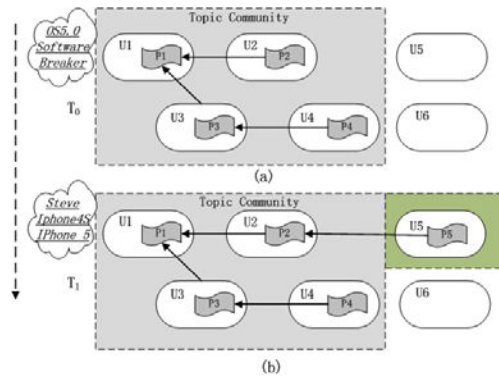 OS5.0
Software
Breaker
Topic Community
U1
P1
U2
P2
U5
T0
U3
P3
U4
P4
U6
(a)
Steve
Iphone4S
IPhone 5
Topic Community
U1
P1
U2
P2
U5
P5
T1
U3
P3
U4
P4
U6
(b)